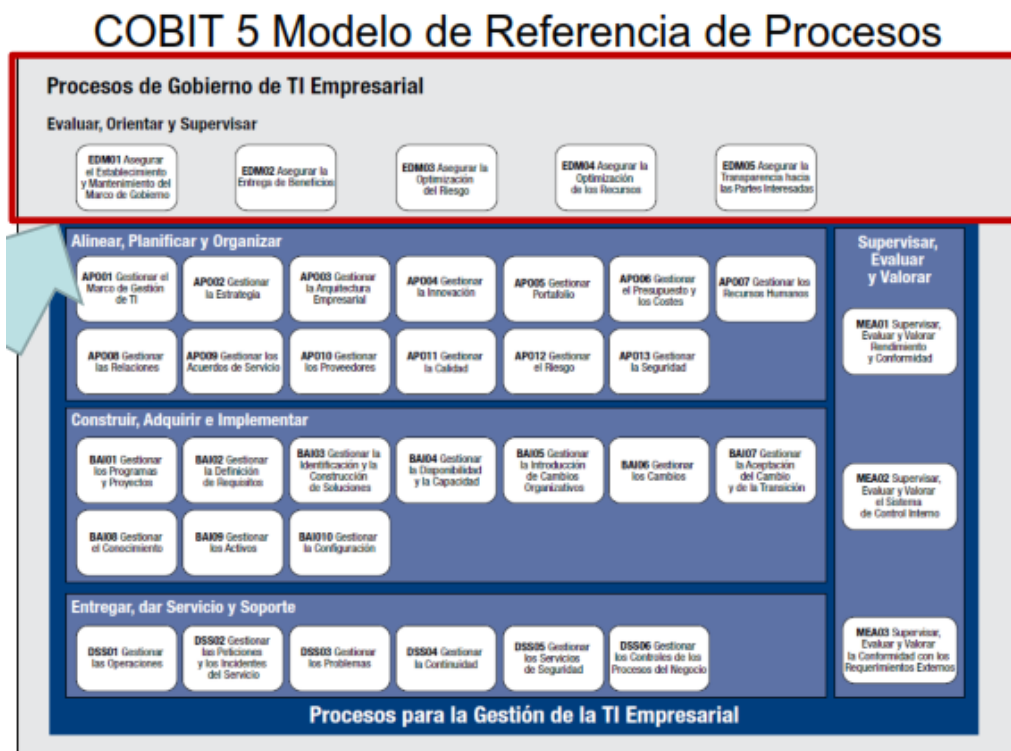 COBIT 5 Modelo de Referencia de Procesos
Procesos de Gobierno de TI Empresarial
Evaluar, Orientar y Supervisar
EDM01 Asegurar
el Establecimiento
y Mantenimiento del
Marco de Gobierno
EDM02 Asegurar la
Entrega de Beneficios
EDM03 Asegurar la
Optimización
del Riesgo
EDM04 Asegurar la
Optimización
de los Recursos
EDM05 Asegurar la
Transparencia hacia
las Partes Interesadas
Alinear, Planificar y Organizar
APO01 Gestionar el
Marco de Gestión
de TI
APO02 Gestionar
la Estrategia
APO03 Gestionar
la Arquitectura
Empresarial
APO04 Gestionar
la Innovación
APO05 Gestionar
Portafolio
APO06 Gestionar
el Presupuesto y
los Costes
APO07 Gestionar los
Recursos Humanos
APO08 Gestionar
las Relaciones
APO09 Gestionar los
Acuerdos de Servicio
APO10 Gestionar
los Proveedores
APO11 Gestionar
la Calidad
APO12 Gestionar
el Riesgo
APO13 Gestionar
la Seguridad
Construir, Adquirir e Implementar
BAI01 Gestionar
los Programas
y Proyectos
BAI02 Gestionar
la Definición
de Requisitos
BAI03 Gestionar la
Identificación y la
Construcción
de Soluciones
BAI04 Gestionar
la Disponibilidad
y la Capacidad
BAI05 Gestionar
la Introducción
de Cambios
Organizativos
BAI06 Gestionar
los Cambios
BAI07 Gestionar
la Aceptación
del Cambio
y de la Transición
BAI08 Gestionar
el Conocimiento
BAI09 Gestionar
los Activos
BAI010 Gestionar
la Configuración
Entregar, dar Servicio y Soporte
DSS01 Gestionar
las Operaciones
DSS02 Gestionar
las Peticiones
y los Incidentes
del Servicio
DSS03 Gestionar
los Problemas
DSS04 Gestionar
la Continuidad
DSS05 Gestionar
los Servicios
de Seguridad
DSS06 Gestionar
los Controles de los
Procesos del Negocio
Supervisar,
Evaluar
y Valorar
MEA01 Supervisar,
Evaluar y Valorar
Rendimiento
y Conformidad
MEA02 Supervisar,
Evaluar y Valorar
el Sistema
de Control Interno
MEA03 Supervisar,
Evaluar y Valorar
la Conformidad con los
Requerimientos Externos
Procesos para la Gestión de la TI Empresarial